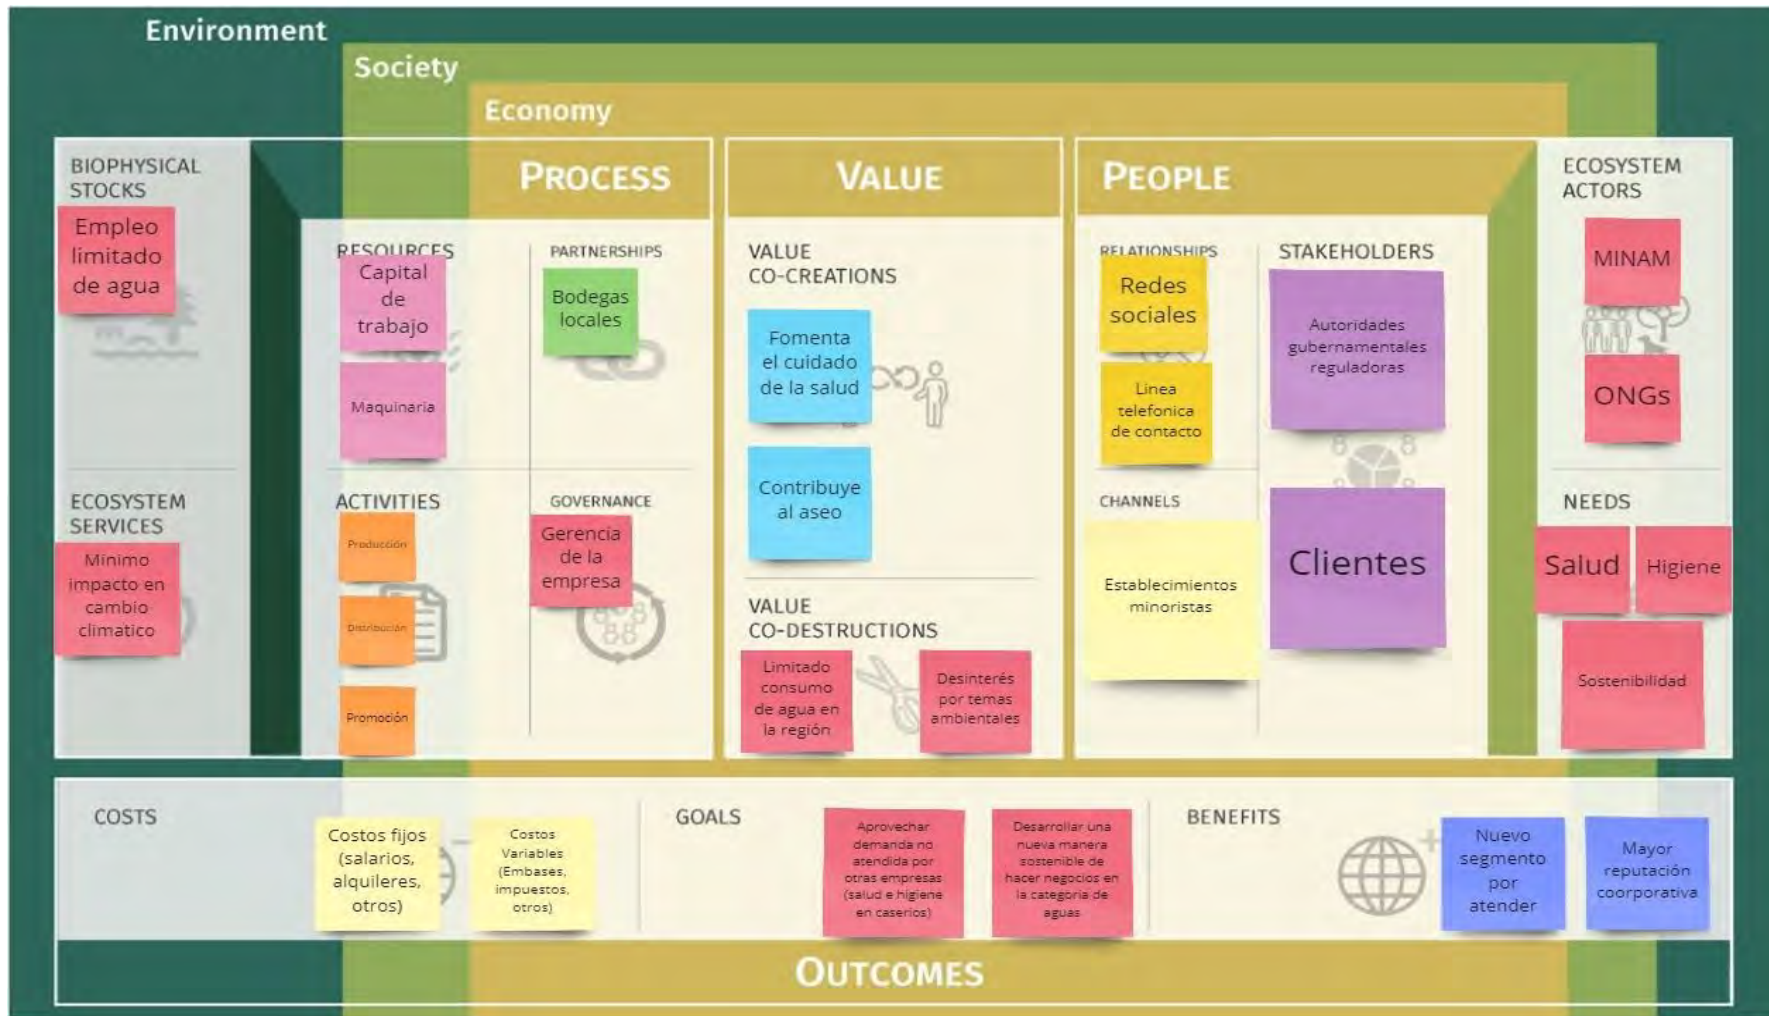 Environment
Society
Economy
BIOPHYSICAL
STOCKS
Empleo
limitado
de agua
ECOSYSTEM
SERVICES
Minimo
impacto en
cambio
climatico
PROCESS
RESOURCES
Capital
de
trabajo
Maquinaria
PARTNERSHIPS
Bodegas
locales
ACTIVITIES
Producción
Distribución
Promoción
GOVERNANCE
Gerencia
de la
empresa
VALUE
VALUE
CO-CREATIONS
Fomenta
el cuidado
de la salud
Contribuye
al aseo
VALUE
CO-DESTRUCTIONS
Limitado
consumo
de agua en
la región
Desinterés
por temas
ambientales
PEOPLE
RELATIONSHIPS
Redes
sociales
Linea
telefonica
de contacto
STAKEHOLDERS
Autoridades
gubernamentales
reguladoras
Clientes
CHANNELS
Establecimientos
minoristas
ECOSYSTEM
ACTORS
MINAM
ONGs
NEEDS
Salud
Higiene
Sostenibilidad
COSTS
Costos fijos
(salarios,
alquileres,
otros)
Costos
Variables
(Embases,
impuestos,
otros)
GOALS
Aprovechar
demanda no
atendida por
otras empresas
(salud e higiene
en caserios)
Desarrollar una
nueva manera
sostenible de
hacer negocios en
la categoria de
aguas
BENEFITS
Nuevo
segmento
por
atender
Mayor
reputación
coorporativa
OUTCOMES